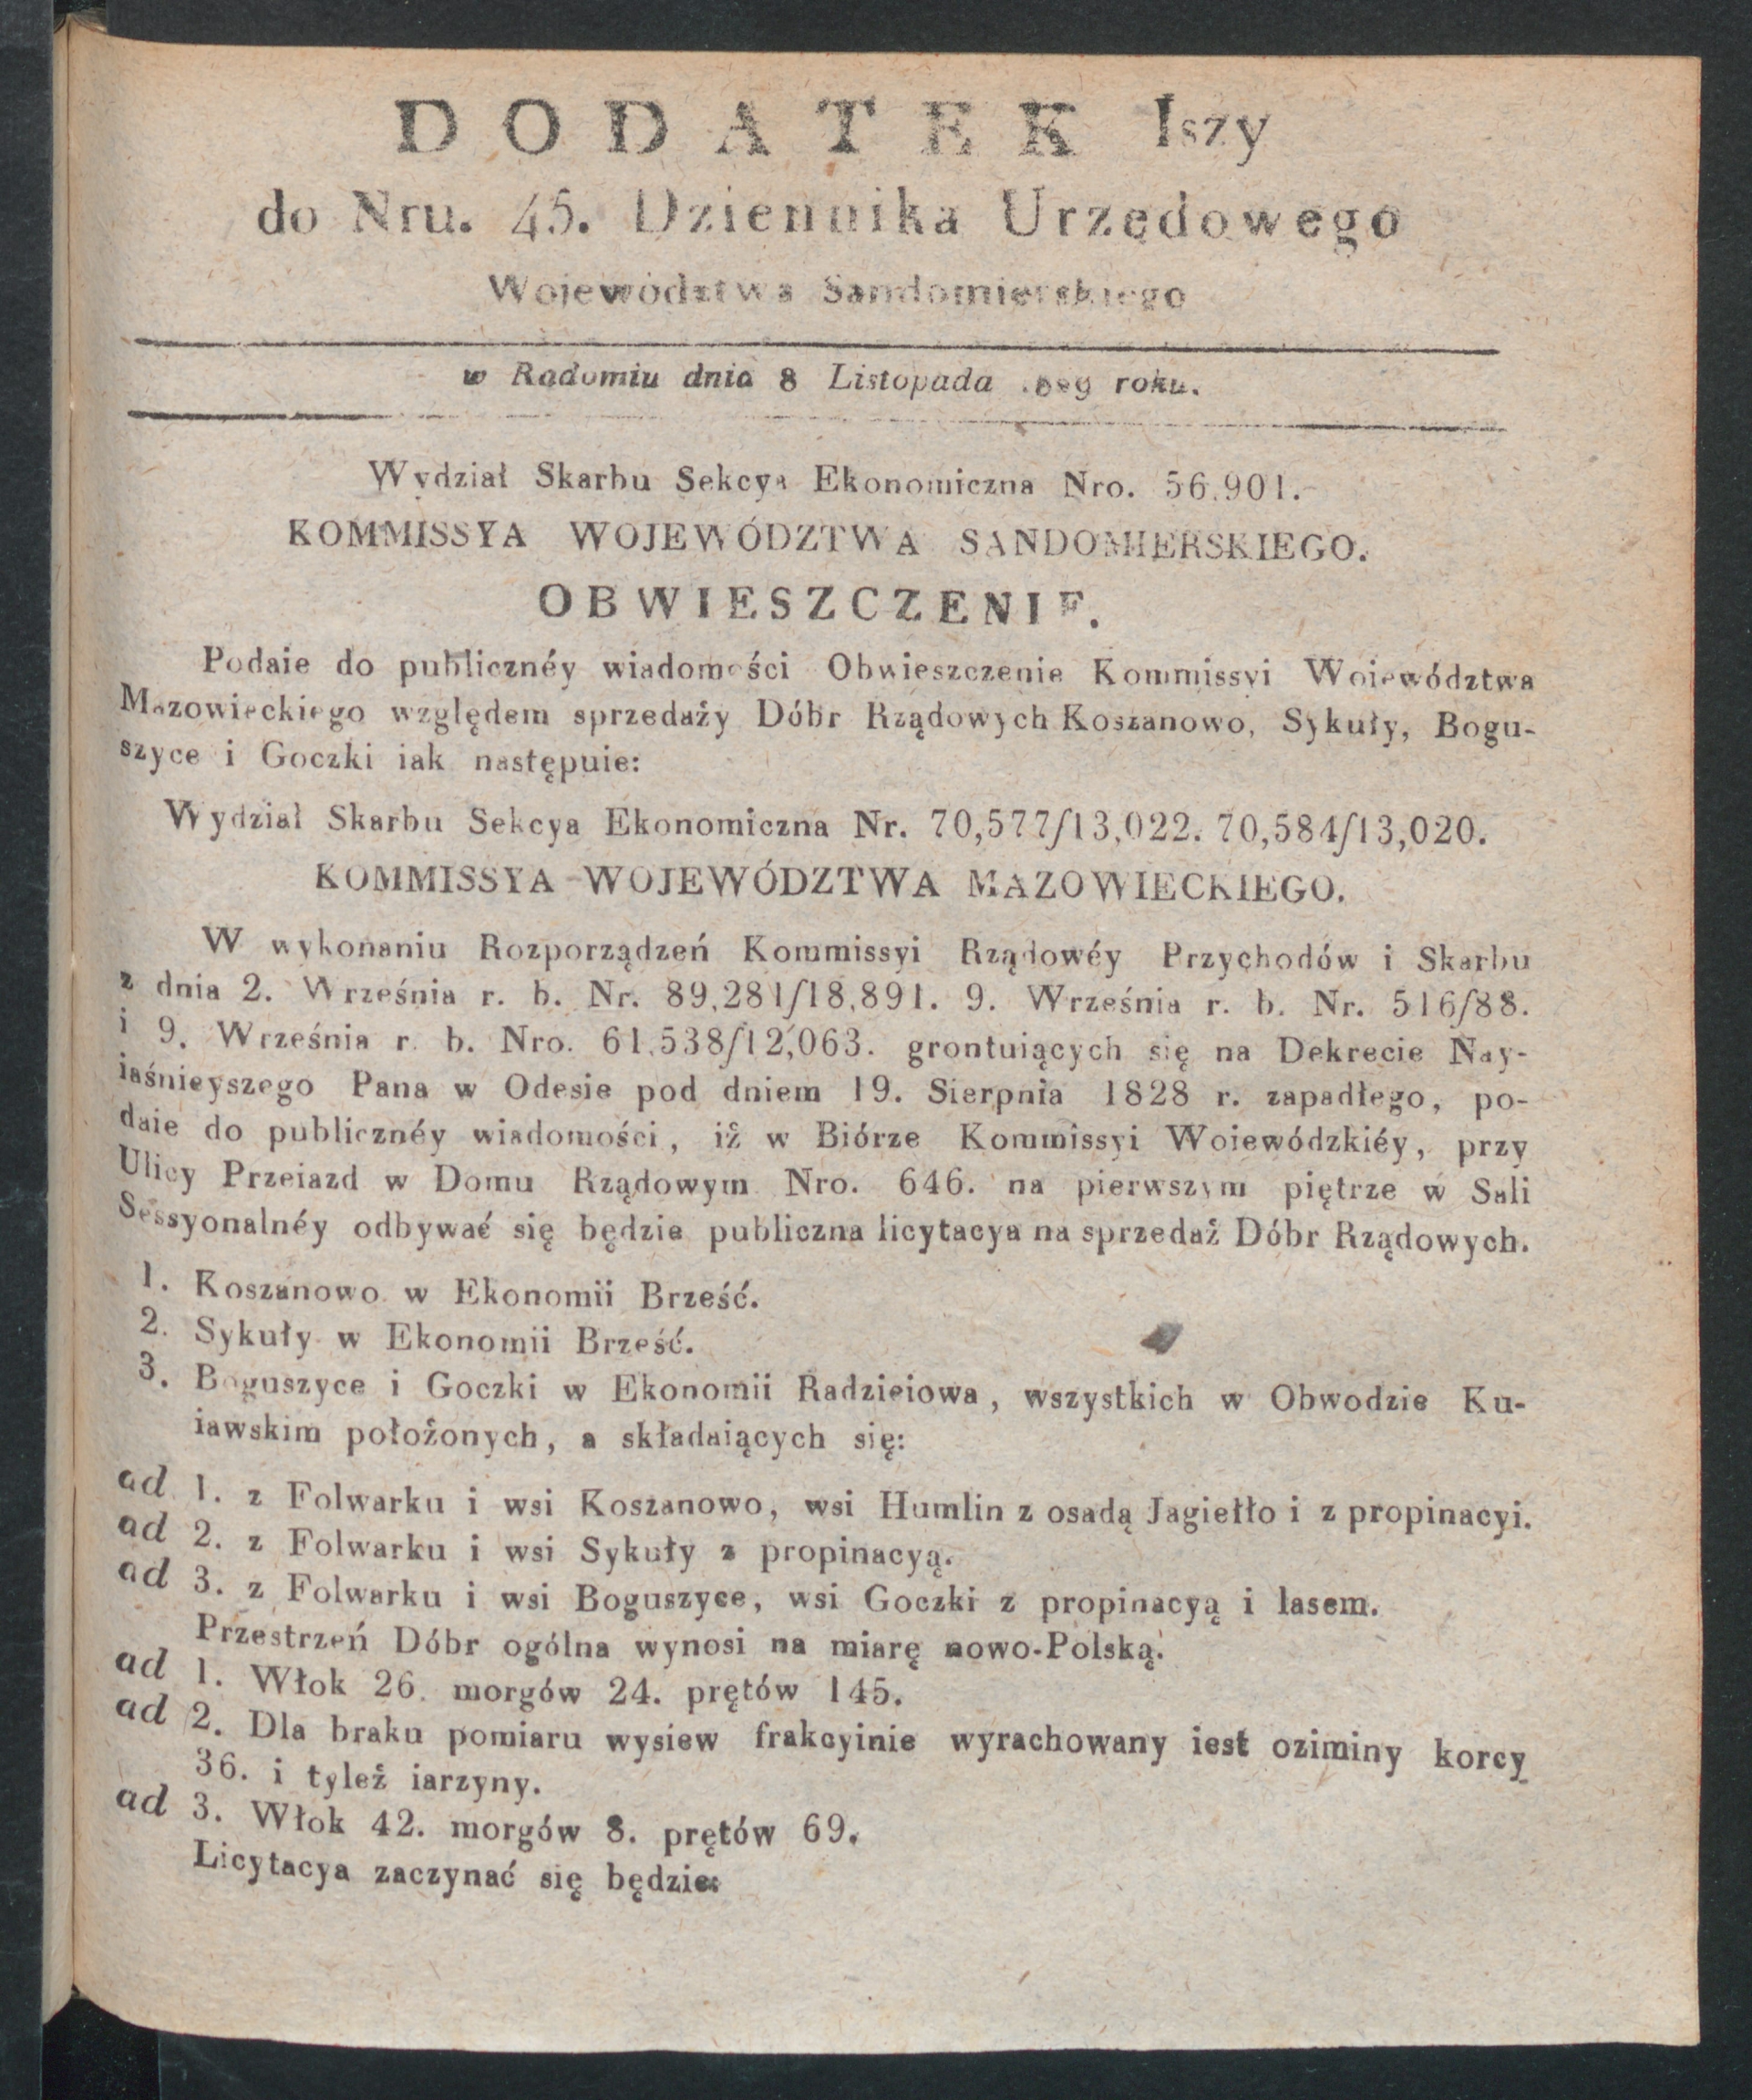 DODATEK Iszy
do Nru. 45. Dziennika Urzędowego
Województwa Sandomierskiego
w Radomiu dnia 8 Listopada roku.
Wydział Skarbu Sekcya Ekonomiczna Nro. 56,901.
KOMMISSYA WOJEWÓDZTWA SANDOMIERSKIEGO.
OBWIESZCZENIE.
Podaie do publicznéy wiadomości Obwieszczenie Kommissyi Woiewództwa
Mazowieckiego względem sprzedaży Dóbr Rządowych Koszanowo, Sykuły, Bogu-
szyce i Goczki iak następuie:
Wydział Skarbu Sekcya Ekonomiczna Nr. 70,577/13,022. 70,584/13,020.
KOMMISSYA WOJEWÓDZTWA MAZOWIECKIEGO.
W wykonaniu Rozporządzeń Kommissyi Rządowéy Przychodów i Skarbu
z dnia 2. Września r. b. Nr. 89,281/18,891. 9. Września r. b. Nr. 516/88.
i 9. Września r. b. Nro. 61,538/12,063. grontuiących się na Dekrecie Nay-
iaśnieyszego Pana w Odesie pod dniem 19. Sierpnia 1828 r. zapadłego, po-
daie do publicznéy wiadomości, iż w Biórze Kommissyi Woiewódzkiéy, przy
Ulicy Przeiazd w Domu Rządowym Nro. 646. na pierwszym piętrze w Sali
Sessyonalnéy odbywać się będzie publiczna licytacya na sprzedaż Dóbr Rządowych.
1. Koszanowo w Ekonomii Brześć.
2. Sykuły w Ekonomii Brześć.
3. Boguszyce i Goczki w Ekonomii Radzieiowa, wszystkich w Obwodzie Ku-
iawskim położonych, a składaiących się:
ad 1. z Folwarku i wsi Koszanowo, wsi Humlin z osadą Jagiełło i z propinacyi.
ad 2. z Folwarku i wsi Sykuły z propinacyą.
ad 3. z Folwarku i wsi Boguszyce, wsi Goczki z propinacyą i lasem.
Przestrzeń Dóbr ogólna wynosi na miarę nowo-Polską.
ad 1. Włok 26. morgów 24. prętów 145.
ad 2. Dla braku pomiaru wysiew frakcyinie wyrachowany iest oziminy korcy
36. i tyleż iarzyny.
ad 3. Włok 42. morgów 8. prętów 69.
Licytacya zaczynać się będzie: